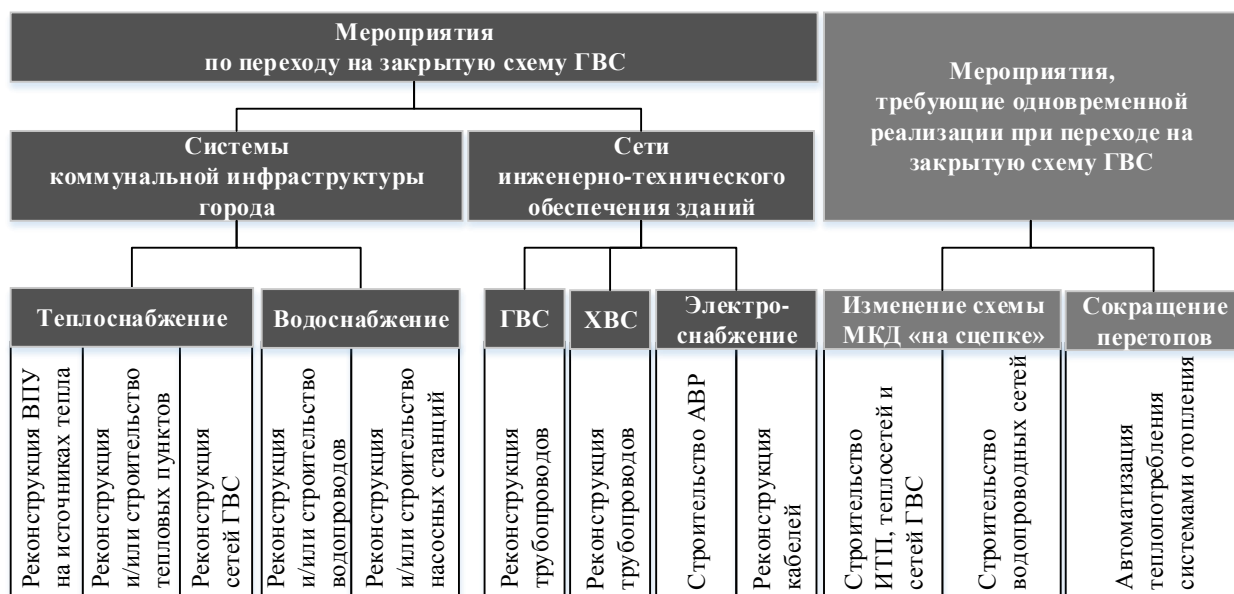 Мероприятия
по переходу на закрытую схему ГВС
Мероприятия,
требующие одновременной
реализации при переходе на
закрытую схему ГВС
Системы
коммунальной инфраструктуры
города
Сети
инженерно-технического
обеспечения зданий
Теплоснабжение
Водоснабжение
ГВС
ХВС
Электро-
снабжение
Изменение схемы
МКД «на сцепке»
Сокращение
перетопов
Реконструкция ВПУ
на источниках тепла
Реконструкция
и/или строительство
тепловых пунктов
Реконструкция
сетей ГВС
Реконструкция
и/или строительство
водопроводов
Реконструкция
и/или строительство
насосных станций
Реконструкция
трубопроводов
Реконструкция
трубопроводов
Строительство АВР
Реконструкция
кабелей
Строительство
ИТП, теплосетей и
сетей ГВС
Строительство
водопроводных сетей
Автоматизация
теплопотребления
системами отопления